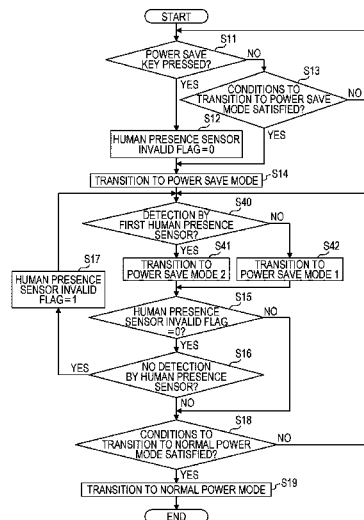 START
S11
POWER SAVE
KEY PRESSED?
NO
YES
S13
CONDITIONS TO
TRANSITION TO POWER SAVE
MODE SATISFIED?
NO
YES
S12
HUMAN PRESENCE SENSOR
INVALID FLAG=0
S14
TRANSITION TO POWER SAVE MODE
S40
DETECTION BY
FIRST HUMAN PRESENCE
SENSOR?
NO
YES
S41
TRANSITION TO
POWER SAVE MODE 2
S42
TRANSITION TO
POWER SAVE MODE 1
S17
HUMAN PRESENCE
SENSOR INVALID
FLAG=1
S15
HUMAN PRESENCE
SENSOR INVALID FLAG
=0?
NO
YES
S16
NO DETECTION
BY HUMAN PRESENCE
SENSOR?
YES
NO
S18
CONDITIONS TO
TRANSITION TO NORMAL POWER
MODE SATISFIED?
NO
YES
S19
TRANSITION TO NORMAL POWER MODE
END